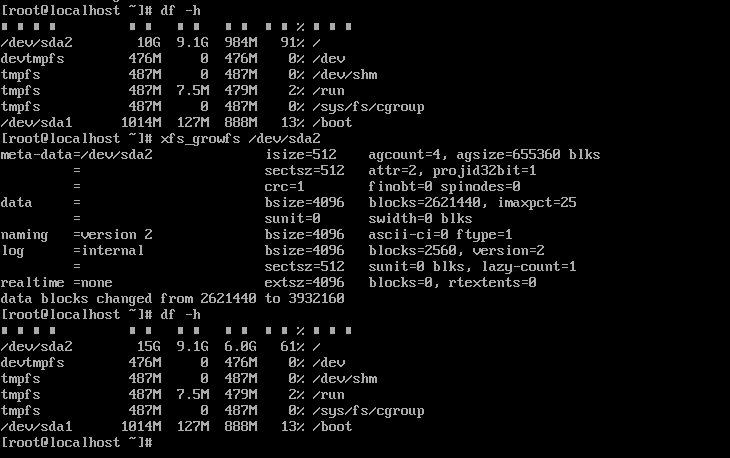 [root@localhost ~]# df -h
%
/dev/sda2 10G 9.1G 984M 91% /
devtmpfs 476M 0 476M 0% /dev
tmpfs 487M 0 487M 0% /dev/shm
tmpfs 487M 7.5M 479M 2% /run
tmpfs 487M 0 487M 0% /sys/fs/cgroup
/dev/sda1 1014M 127M 888M 13% /boot
[root@localhost ~]# xfs_growfs /dev/sda2
meta-data=/dev/sda2 isize=512 agcount=4, agsize=655360 blks
= sectsz=512 attr=2, projid32bit=1
= crc=1 finobt=0 spinodes=0
data = bsize=4096 blocks=2621440, imaxpct=25
= sunit=0 swidth=0 blks
naming =version 2 bsize=4096 ascii-ci=0 ftype=1
log =internal bsize=4096 blocks=2560, version=2
= sectsz=512 sunit=0 blks, lazy-count=1
realtime =none extsz=4096 blocks=0, rtextents=0
data blocks changed from 2621440 to 3932160
[root@localhost ~]# df -h
%
/dev/sda2 15G 9.1G 6.0G 61% /
devtmpfs 476M 0 476M 0% /dev
tmpfs 487M 0 487M 0% /dev/shm
tmpfs 487M 7.5M 479M 2% /run
tmpfs 487M 0 487M 0% /sys/fs/cgroup
/dev/sda1 1014M 127M 888M 13% /boot
[root@localhost ~]#